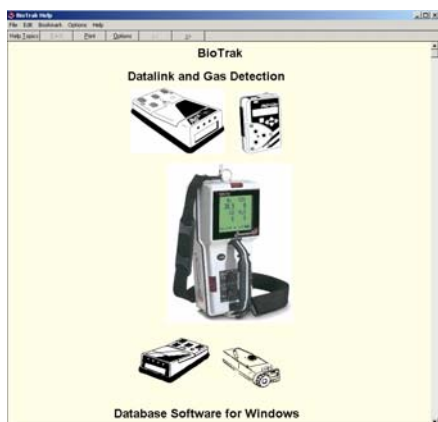 BioTrak Help
File Edit Bookmark Options Help
Help Topics Back Print Options << >>
BioTrak
Datalink and Gas Detection
Database Software for Windows